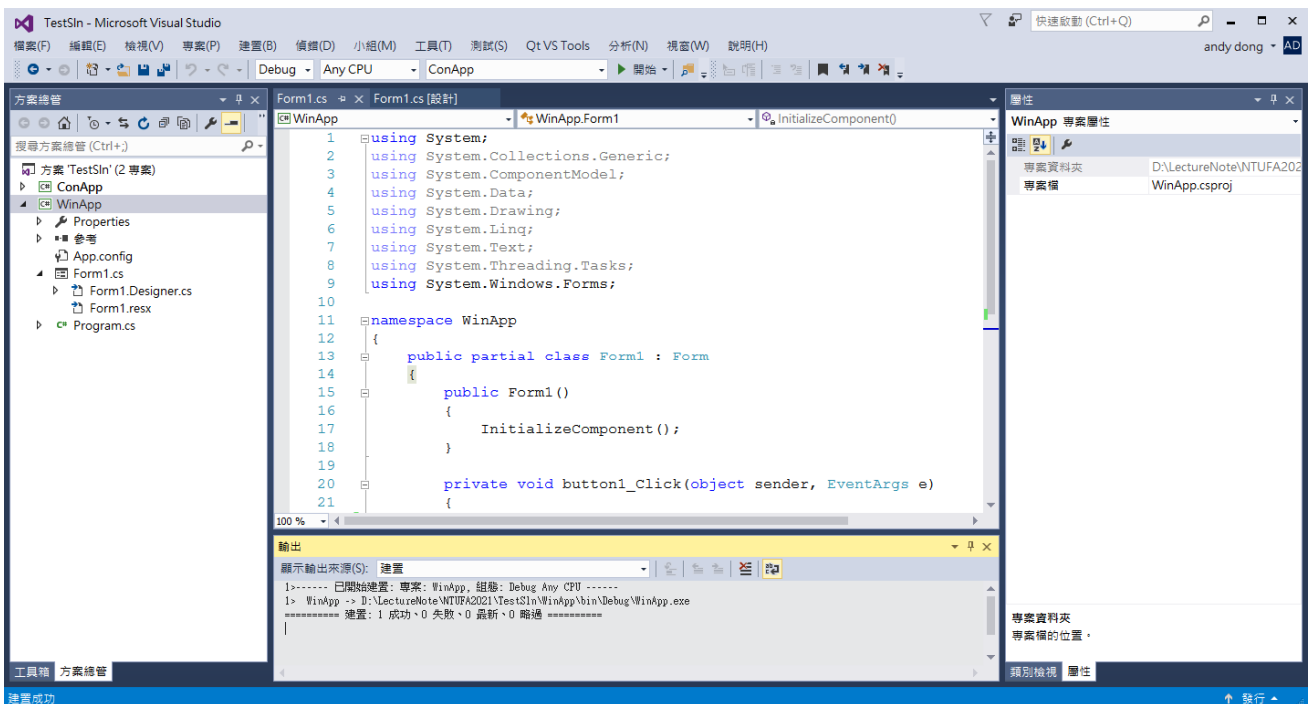 TestSln - Microsoft Visual Studio
快速啟動 (Ctrl+Q)
檔案(F) 編輯(E) 檢視(V) 專案(P) 建置(B) 偵錯(D) 小組(M) 工具(T) 測試(S) Qt VS Tools 分析(N) 視窗(W) 說明(H)
andy dong AD
Debug Any CPU ConApp 開始
方案總管
搜尋方案總管 (Ctrl+;)
方案 'TestSln' (2 專案)
ConApp
WinApp
Properties
參考
App.config
Form1.cs
Form1.Designer.cs
Form1.resx
Program.cs
工具箱 方案總管
Form1.cs Form1.cs [設計]
WinApp WinApp.Form1 InitializeComponent()
1 using System;
2 using System.Collections.Generic;
3 using System.ComponentModel;
4 using System.Data;
5 using System.Drawing;
6 using System.Linq;
7 using System.Text;
8 using System.Threading.Tasks;
9 using System.Windows.Forms;
10
11 namespace WinApp
12 {
13 public partial class Form1 : Form
14 {
15 public Form1()
16 {
17 InitializeComponent();
18 }
19
20 private void button1_Click(object sender, EventArgs e)
21 {
100 %
輸出
顯示輸出來源(S): 建置
1>------ 已開始建置: 專案: WinApp, 組態: Debug Any CPU ------
1> WinApp -> D:\LectureNote\NTUFA2021\TestSln\WinApp\bin\Debug\WinApp.exe
========== 建置: 1 成功、0 失敗、0 最新、0 略過 ==========
屬性
WinApp 專案屬性
專案資料夾 D:\LectureNote\NTUFA202
專案檔 WinApp.csproj
專案資料夾
專案檔的位置。
類別檢視 屬性
建置成功
發行